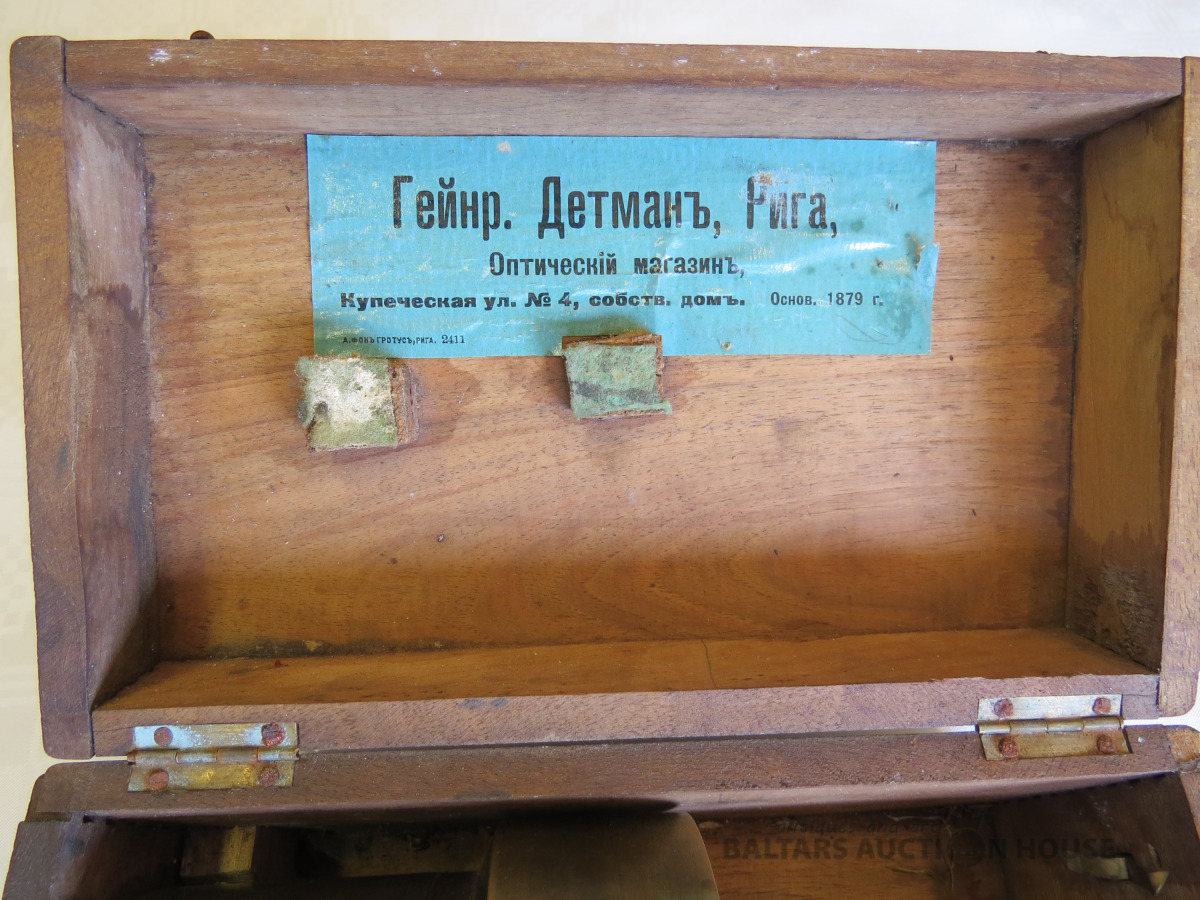 Гейнр. Детманъ, Рига,
Оптическій магазинъ,
Купеческая ул. № 4, собств. домъ. Основ. 1879 г.
А. ФОНЪ ГРОТУСЪ, РИГА. 2411
BALTARS AUCTION HOUSE